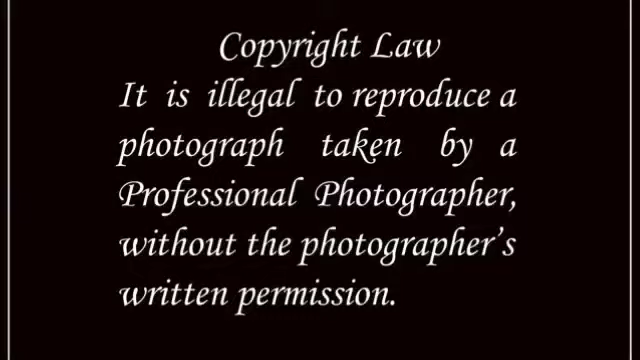 Copyright Law
It is illegal to reproduce a
photograph taken by a
Professional Photographer,
without the photographer's
written permission.